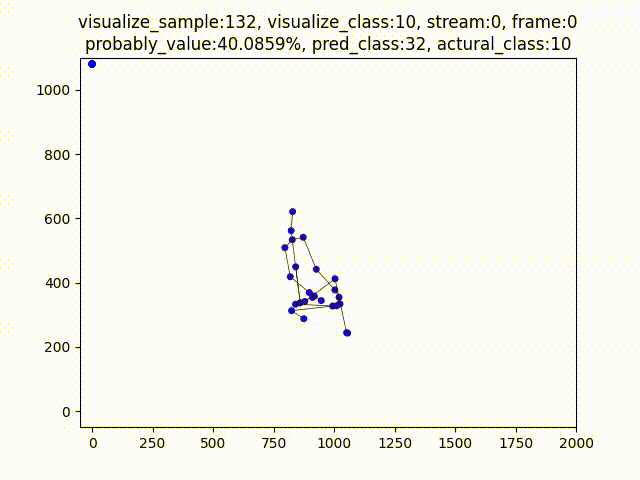 visualize_sample:132, visualize_class:10, stream:0, frame:0
probably_value:40.0859%, pred_class:32, actural_class:10
1000
800
600
400
200
0
0 250 500 750 1000 1250 1500 1750 2000